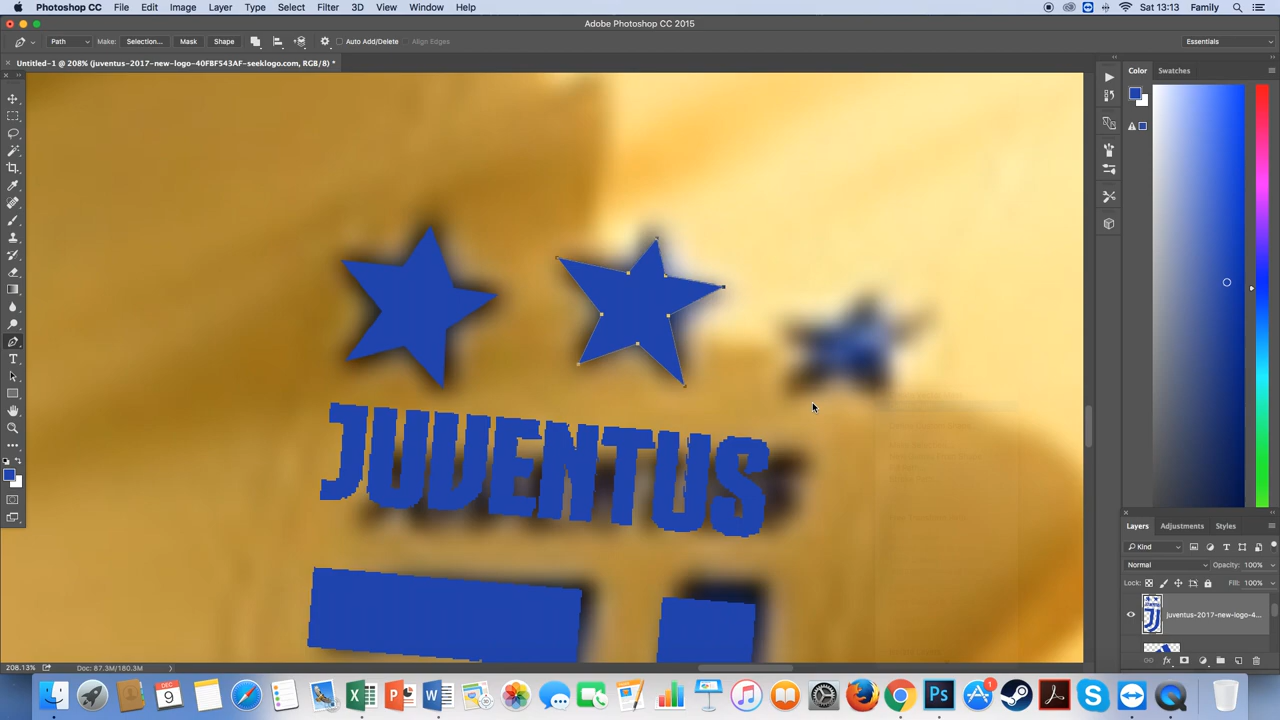 Photoshop CC File Edit Image Layer Type Select Filter 3D View Window Help Sat 13:13 Family
Adobe Photoshop CC 2015
Path Make: Selection... Mask Shape Auto Add/Delete Align Edges Essentials
Untitled-1 @ 208% (juventus-2017-new-logo-40FBF543AF-seeklogo.com, RGB/8) *
Color Swatches
JUVENTUS
Layers Adjustments Styles
Kind
Normal Opacity: 100%
Lock: Fill: 100%
juventus-2017-new-logo-4...
208.13% Doc: 87.3M/180.3M
DEC
9
1